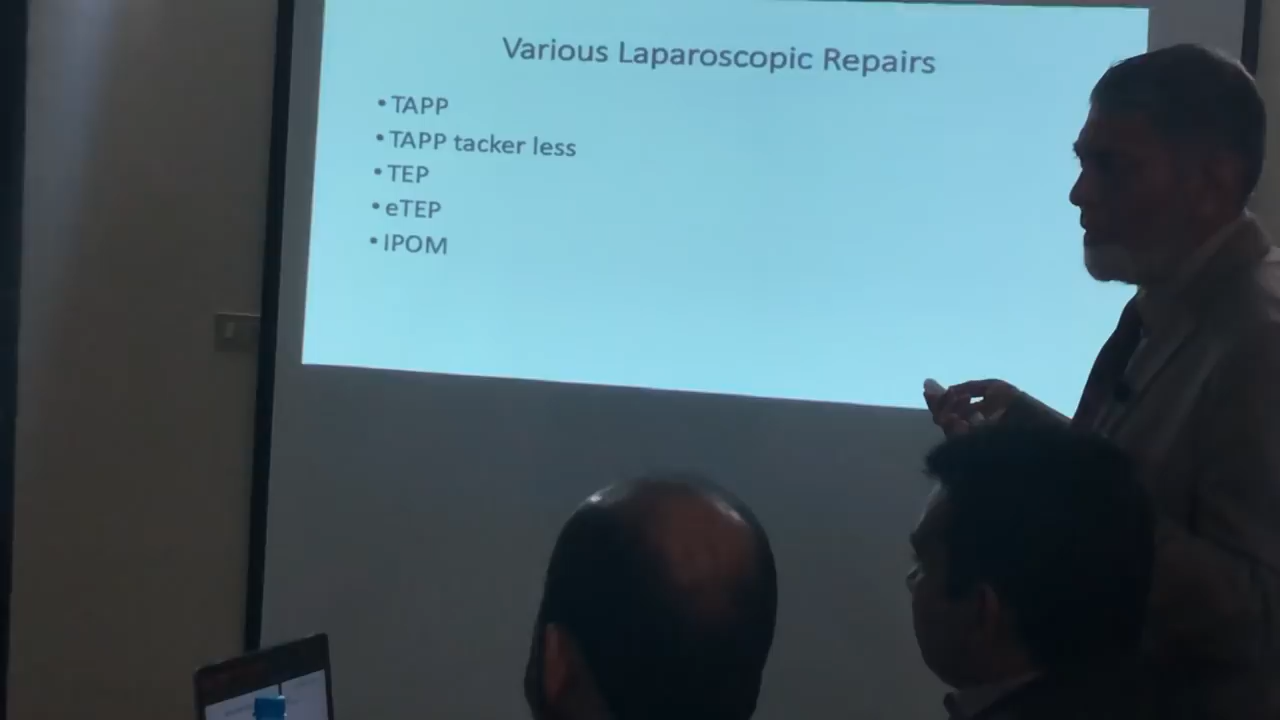 Various Laparoscopic Repairs
• TAPP
• TAPP tacker less
• TEP
• eTEP
• IPOM